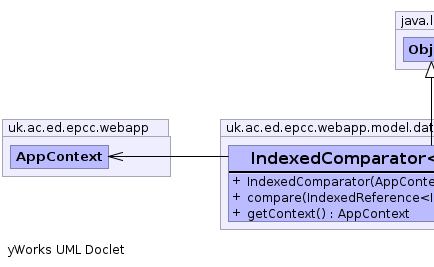 java.l
Obj
uk.ac.ed.epcc.webapp
AppContext
uk.ac.ed.epcc.webapp.model.dat
IndexedComparator<
+ IndexedComparator(AppConte
+ compare(IndexedReference<I
+ getContext() : AppContext
yWorks UML Doclet